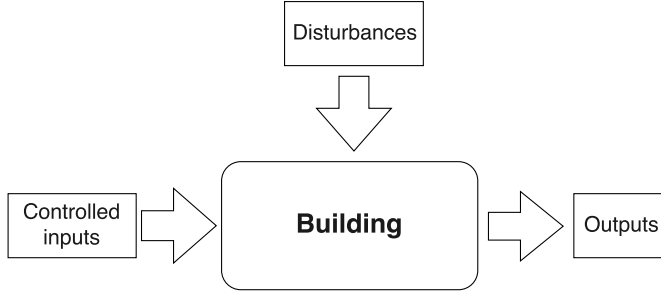 Disturbances
Controlled
inputs
Building
Outputs